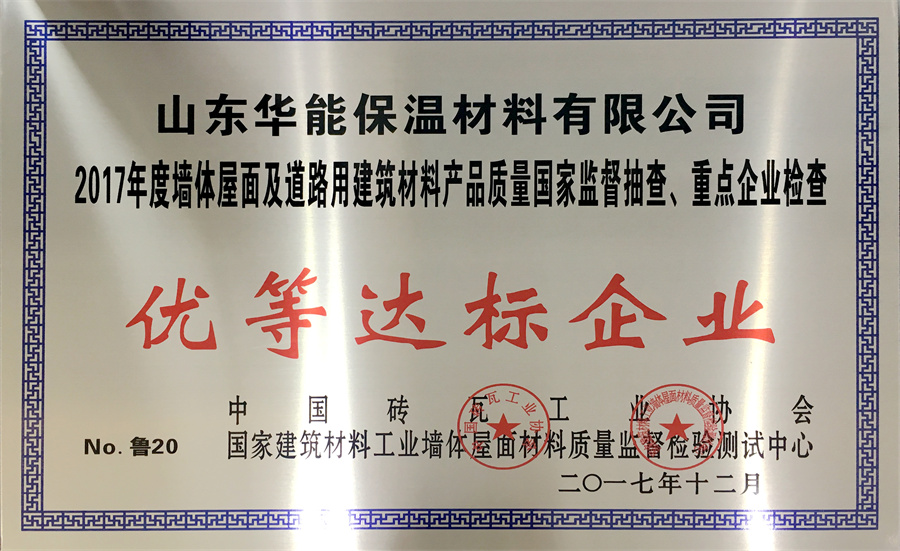 山东华能保温材料有限公司
2017年度墙体屋面及道路用建筑材料产品质量国家监督抽查、重点企业检查
优等达标企业
中国砖瓦工业协会
No.鲁20 国家建筑材料工业墙体屋面材料质量监督检验测试中心
二〇一七年十二月